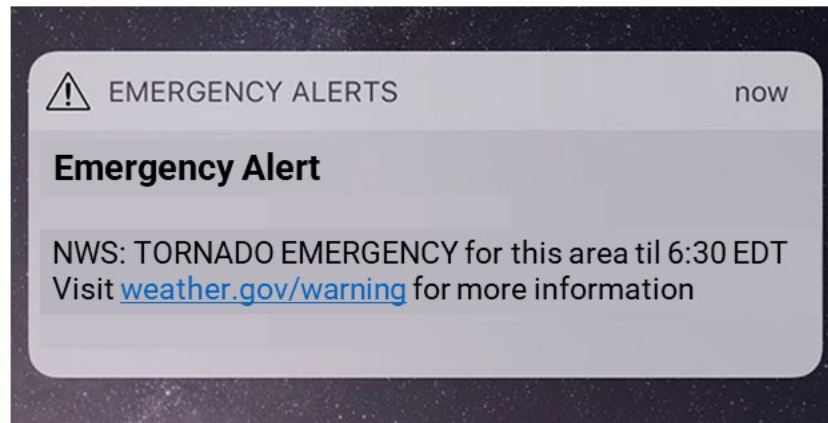 EMERGENCY ALERTS now
Emergency Alert
NWS: TORNADO EMERGENCY for this area til 6:30 EDT
Visit weather.gov/warning for more information